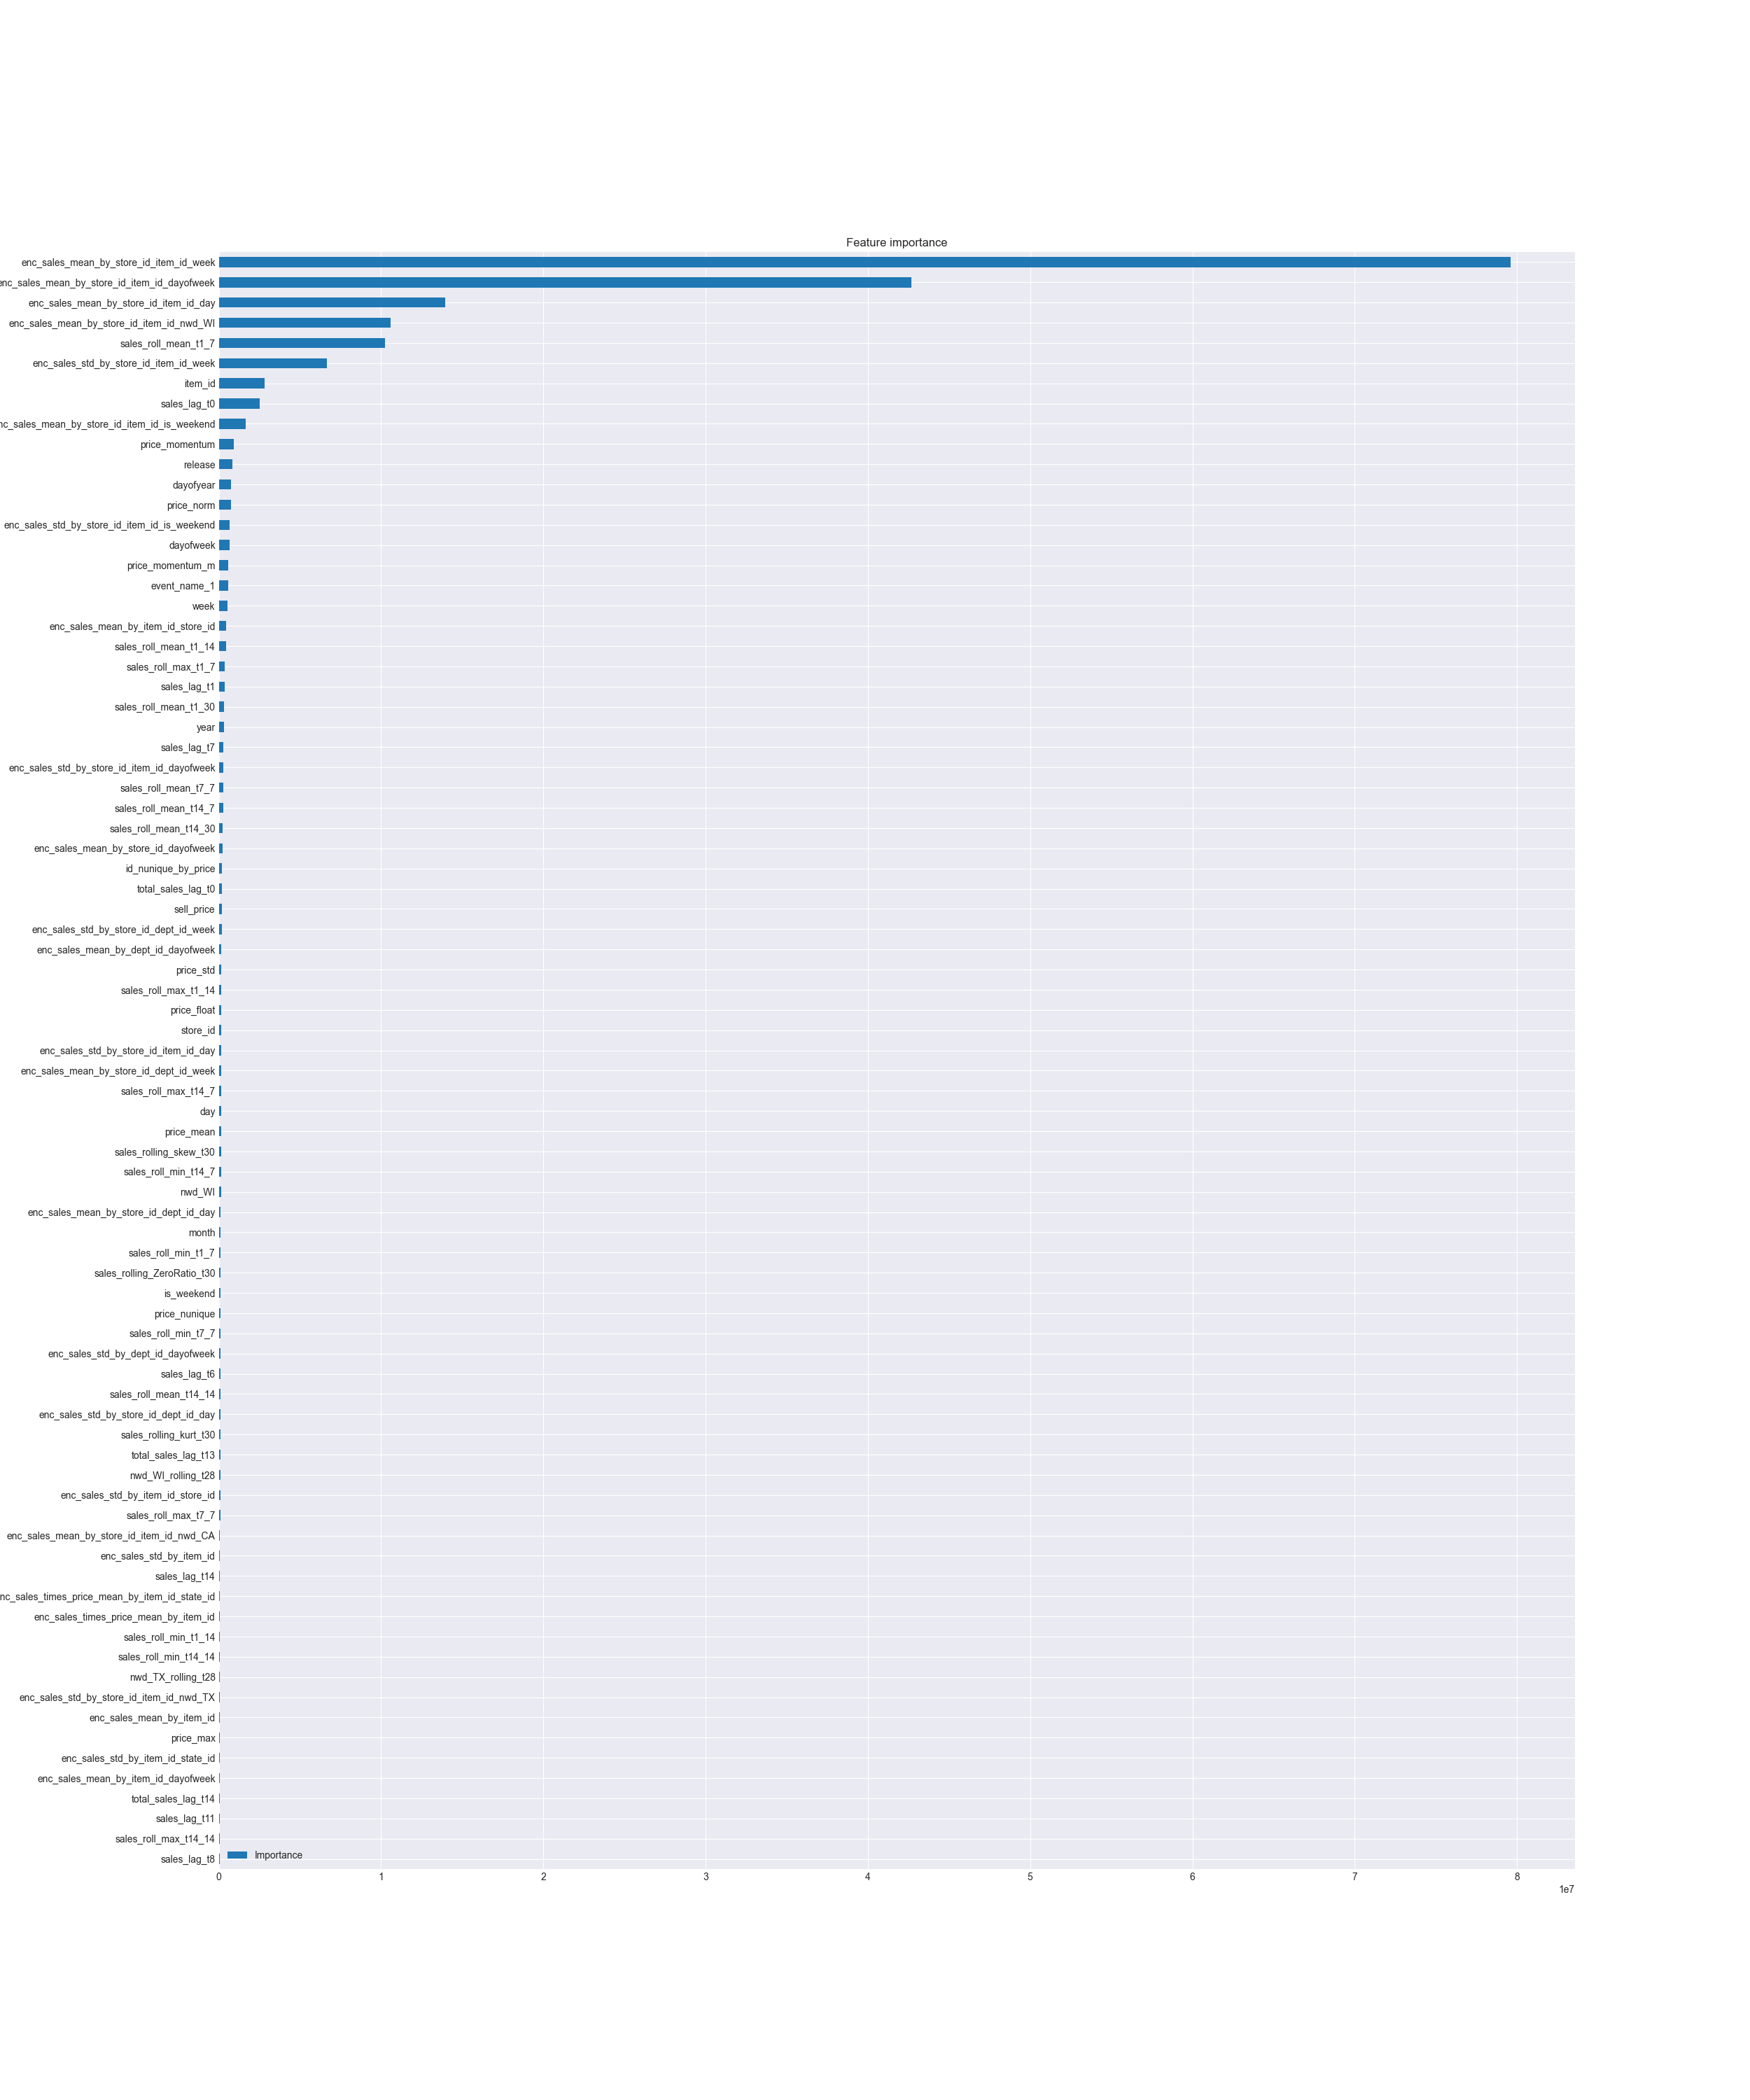 Feature importance
enc_sales_mean_by_store_id_item_id_week
enc_sales_mean_by_store_id_item_id_dayofweek
enc_sales_mean_by_store_id_item_id_day
enc_sales_mean_by_store_id_item_id_nwd_WI
sales_roll_mean_t1_7
enc_sales_std_by_store_id_item_id_week
item_id
sales_lag_t0
nc_sales_mean_by_store_id_item_id_is_weekend
price_momentum
release
dayofyear
price_norm
enc_sales_std_by_store_id_item_id_is_weekend
dayofweek
price_momentum_m
event_name_1
week
enc_sales_mean_by_item_id_store_id
sales_roll_mean_t1_14
sales_roll_max_t1_7
sales_lag_t1
sales_roll_mean_t1_30
year
sales_lag_t7
enc_sales_std_by_store_id_item_id_dayofweek
sales_roll_mean_t7_7
sales_roll_mean_t14_7
sales_roll_mean_t14_30
enc_sales_mean_by_store_id_dayofweek
id_nunique_by_price
total_sales_lag_t0
sell_price
enc_sales_std_by_store_id_dept_id_week
enc_sales_mean_by_dept_id_dayofweek
price_std
sales_roll_max_t1_14
price_float
store_id
enc_sales_std_by_store_id_item_id_day
enc_sales_mean_by_store_id_dept_id_week
sales_roll_max_t14_7
day
price_mean
sales_rolling_skew_t30
sales_roll_min_t14_7
nwd_WI
enc_sales_mean_by_store_id_dept_id_day
month
sales_roll_min_t1_7
sales_rolling_ZeroRatio_t30
is_weekend
price_nunique
sales_roll_min_t7_7
enc_sales_std_by_dept_id_dayofweek
sales_lag_t6
sales_roll_mean_t14_14
enc_sales_std_by_store_id_dept_id_day
sales_rolling_kurt_t30
total_sales_lag_t13
nwd_WI_rolling_t28
enc_sales_std_by_item_id_store_id
sales_roll_max_t7_7
enc_sales_mean_by_store_id_item_id_nwd_CA
enc_sales_std_by_item_id
sales_lag_t14
nc_sales_times_price_mean_by_item_id_state_id
enc_sales_times_price_mean_by_item_id
sales_roll_min_t1_14
sales_roll_min_t14_14
nwd_TX_rolling_t28
enc_sales_std_by_store_id_item_id_nwd_TX
enc_sales_mean_by_item_id
price_max
enc_sales_std_by_item_id_state_id
enc_sales_mean_by_item_id_dayofweek
total_sales_lag_t14
sales_lag_t11
sales_roll_max_t14_14
sales_lag_t8
Importance
0 1 2 3 4 5 6 7 8
1e7